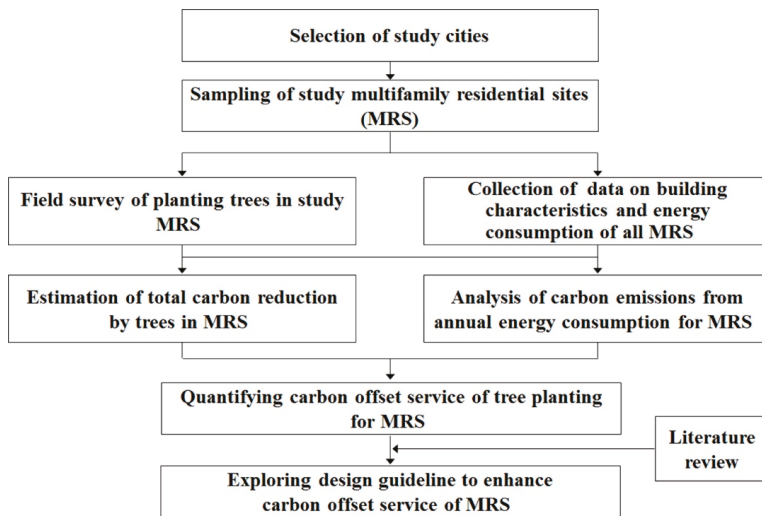 Selection of study cities
Sampling of study multifamily residential sites
(MRS)
Field survey of planting trees in study
MRS
Collection of data on building
characteristics and energy
consumption of all MRS
Estimation of total carbon reduction
by trees in MRS
Analysis of carbon emissions from
annual energy consumption for MRS
Quantifying carbon offset service of tree planting
for MRS
Literature
review
Exploring design guideline to enhance
carbon offset service of MRS